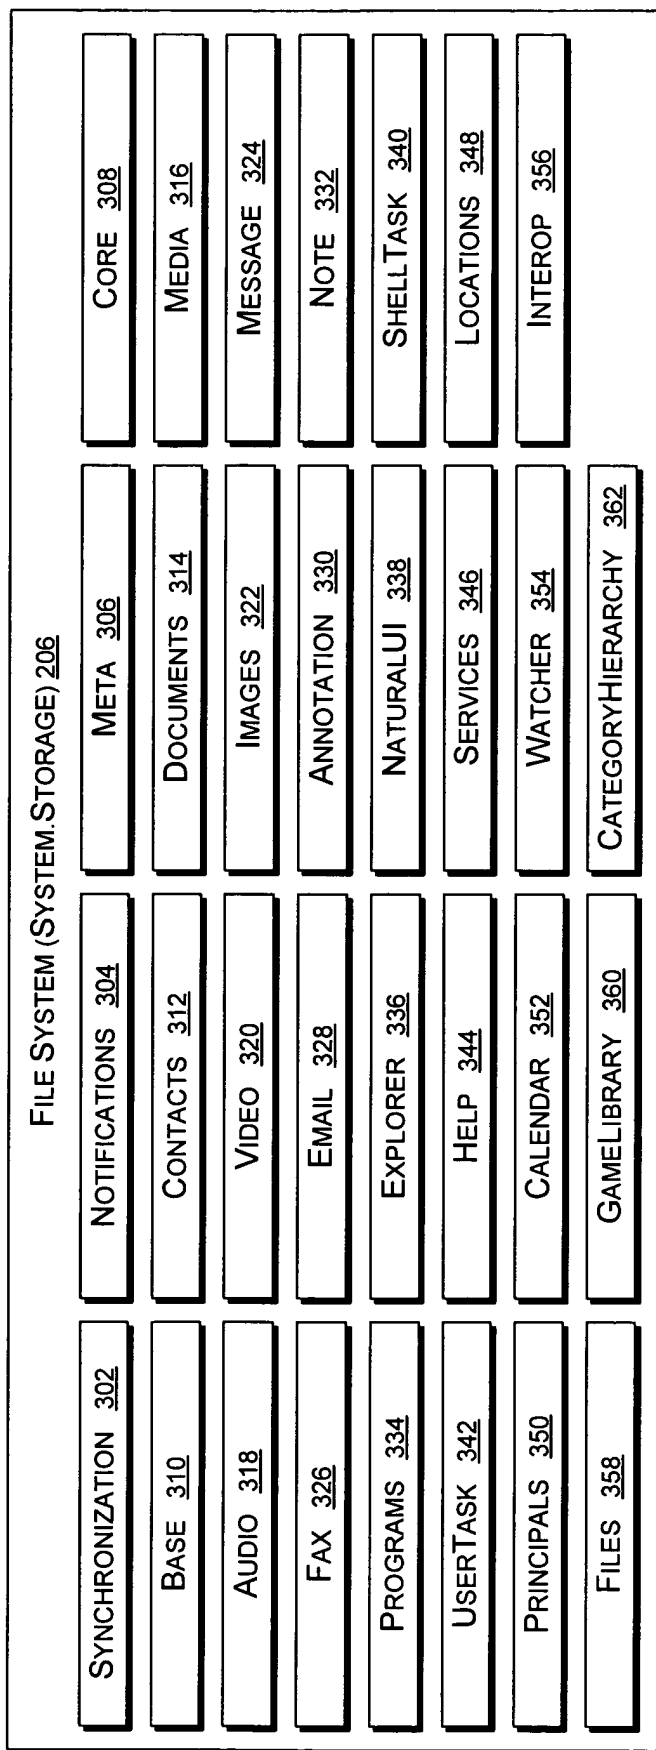 FILE SYSTEM (SYSTEM.STORAGE) 206
SYNCHRONIZATION 302
NOTIFICATIONS 304
META 306
CORE 308
BASE 310
CONTACTS 312
DOCUMENTS 314
MEDIA 316
AUDIO 318
VIDEO 320
IMAGES 322
MESSAGE 324
FAX 326
EMAIL 328
ANNOTATION 330
NOTE 332
PROGRAMS 334
EXPLORER 336
NATURALUI 338
SHELLTASK 340
USERTASK 342
HELP 344
SERVICES 346
LOCATIONS 348
PRINCIPALS 350
CALENDAR 352
WATCHER 354
INTEROP 356
FILES 358
GAMELIBRARY 360
CATEGORYHIERARCHY 362